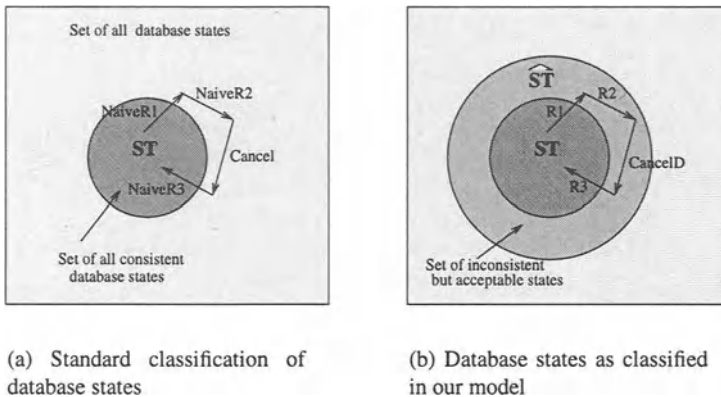 Set of all database states
NaiveR1
NaiveR2
ST
Cancel
NaiveR3
Set of all consistent
database states
(a) Standard classification of
database states
S͡T
R1
R2
ST
CancelD
R3
Set of inconsistent
but acceptable states
(b) Database states as classified
in our model